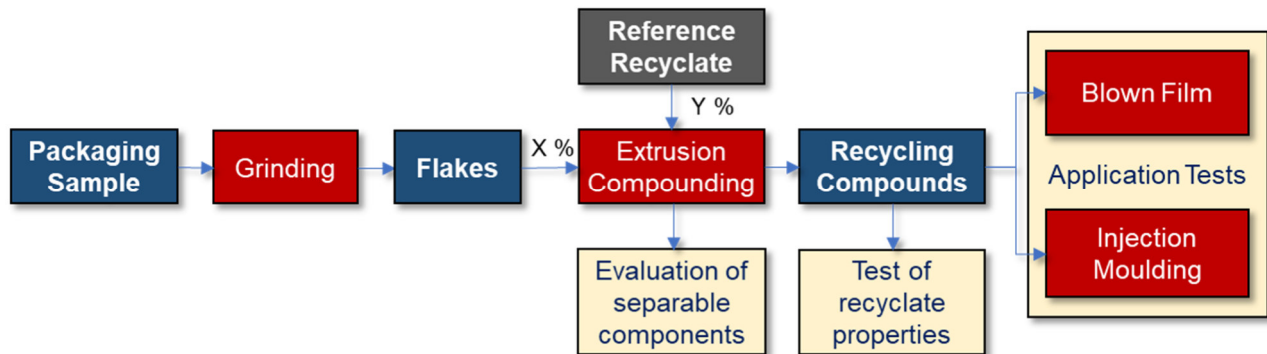 Reference
Recyclate
Y %
Packaging
Sample
Grinding
Flakes
X %
Extrusion
Compounding
Recycling
Compounds
Blown Film
Application Tests
Injection
Moulding
Evaluation of
separable
components
Test of
recyclate
properties